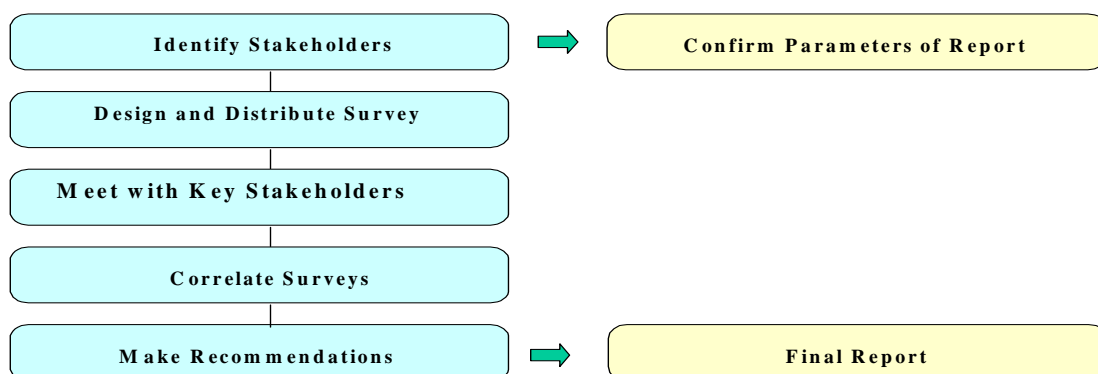 Identify Stakeholders
Confirm Parameters of Report
Design and Distribute Survey
Meet with Key Stakeholders
Correlate Surveys
Make Recommendations
Final Report